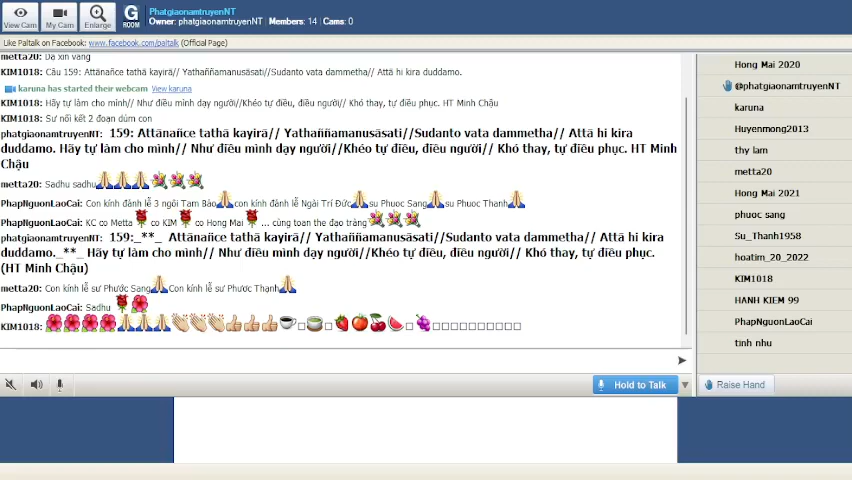 PhatgiaonamtruyenNT
Owner: phatgiaonamtruyenNT | Members: 14 | Cams: 0
View Cam
My Cam
Enlarge
G
ROOM
Like Paltalk on Facebook: www.facebook.com/paltalk (Official Page)
metta20: Dạ xin vâng
KIM1018: Câu 159: Attānañce tathā kayirā// Yathaññamanusāsati//Sudanto vata dammetha// Attā hi kira duddamo.
karuna has started their webcam View karuna
KIM1018: Hãy tự làm cho mình// Như điều mình dạy người//Khéo tự điều, điều người// Khó thay, tự điều phục. HT Minh Chậu
KIM1018: Sư nối kết 2 đoan dùm con
phatgiaonamtruyenNT: 159: Attānañce tathā kayirā// Yathaññamanusāsati//Sudanto vata dammetha// Attā hi kira
duddamo. Hãy tự làm cho mình// Như điều mình dạy người//Khéo tự điều, điều người// Khó thay, tự điều phục. HT Minh
Chậu
metta20: Sadhu sadhu
PhapNguonLaoCai: Con kính đảnh lễ 3 ngôi Tam Bảo con kính đảnh lễ Ngài Trí Đức su Phuoc Sang su Phuoc Thanh
PhapNguonLaoCai: KC co Metta co KIM co Hong Mai ... cùng toan the đạo tràng
phatgiaonamtruyenNT: 159:_**_ Attānañce tathā kayirā// Yathaññamanusāsati//Sudanto vata dammetha// Attā hi kira
duddamo._**_ Hãy tự làm cho mình// Như điều mình dạy người//Khéo tự điều, điều người// Khó thay, tự điều phục.
(HT Minh Chậu)
metta20: Con kính lễ sư Phước Sang Con kính lễ sư Phước Thạnh
PhapNguonLaoCai: Sadhu
KIM1018:
Hold to Talk
Hong Mai 2020
@phatgiaonamtruyenNT
karuna
Huyenmong2013
thy lam
metta20
Hong Mai 2021
phuoc sang
Su_Thanh1958
hoatim_20_2022
KIM1018
HANH KIEM 99
PhapNguonLaoCai
tinh nhu
Raise Hand